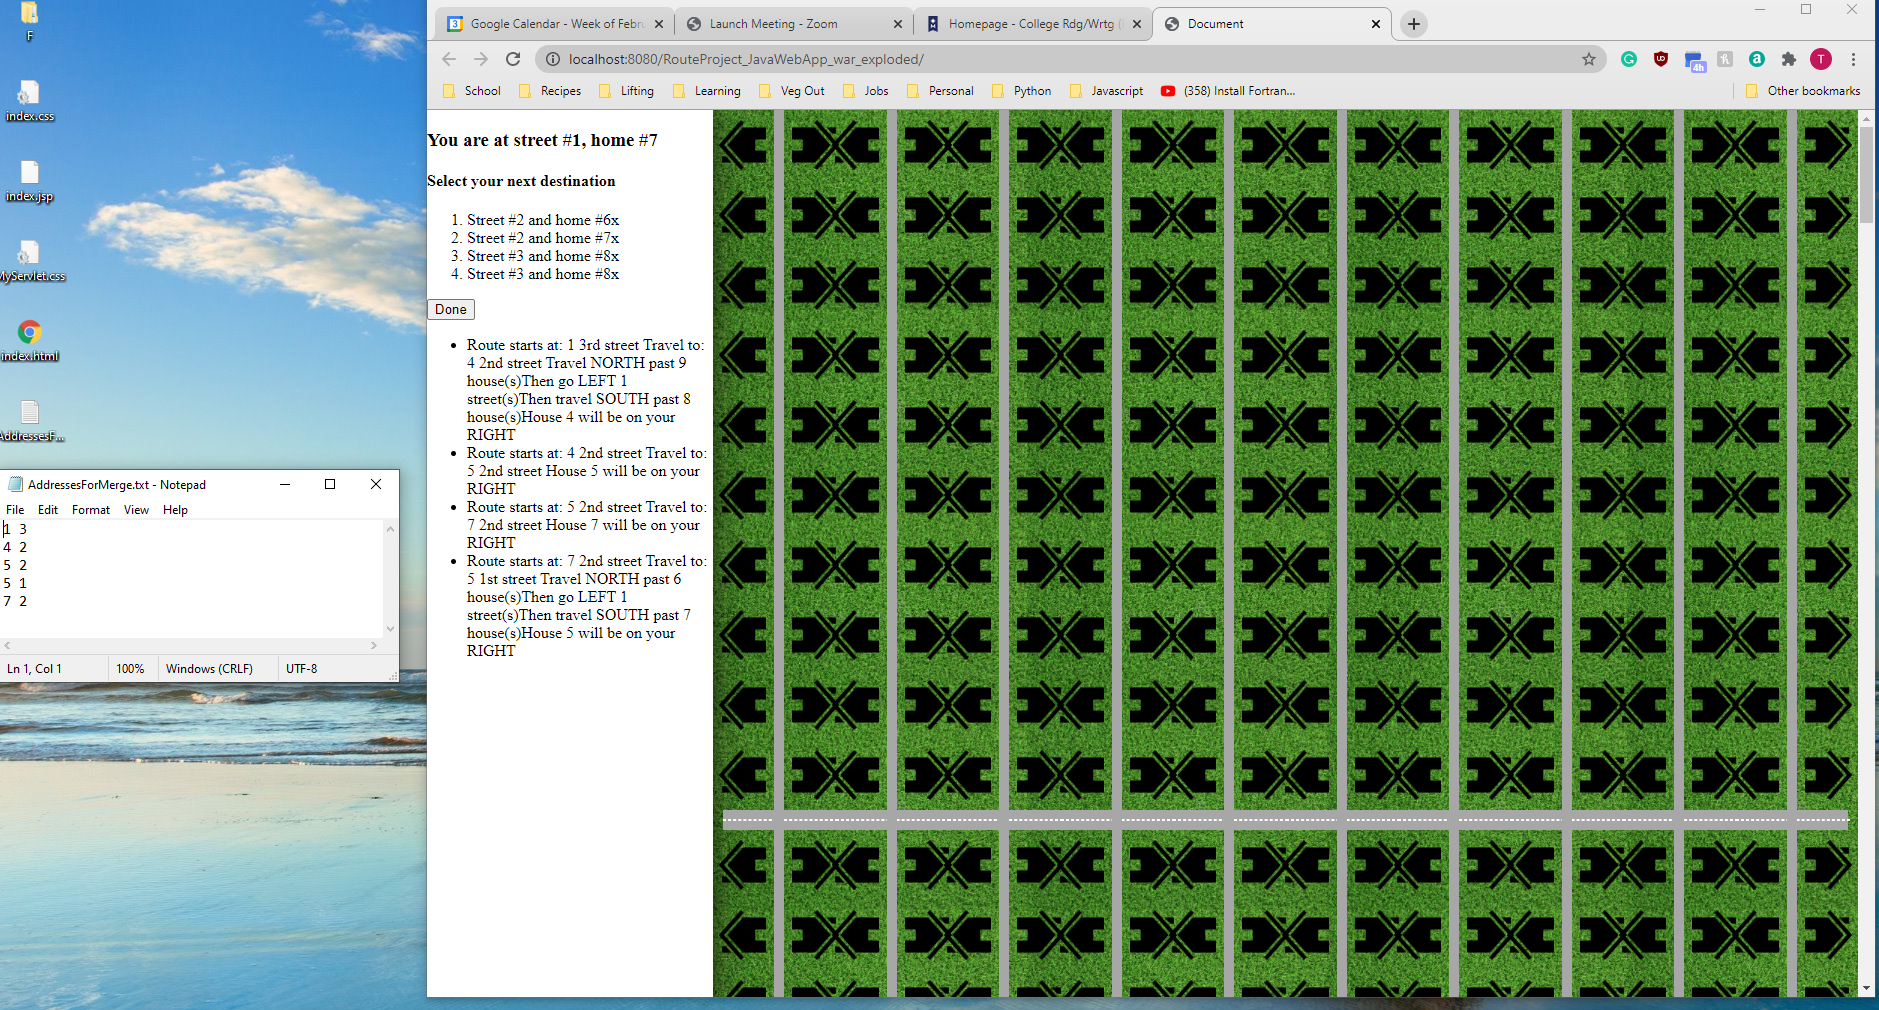 F
index.css
index.jsp
MyServlet.css
index.html
AddressesF...
AddressesForMerge.txt - Notepad
File Edit Format View Help
1 3
4 2
5 2
5 1
7 2
Ln 1, Col 1 100% Windows (CRLF) UTF-8
3 Google Calendar - Week of Febru
Launch Meeting - Zoom
Homepage - College Rdg/Wrtg (
Document
localhost:8080/RouteProject_JavaWebApp_war_exploded/
4h
T
School Recipes Lifting Learning Veg Out Jobs Personal Python Javascript (358) Install Fortran... Other bookmarks
You are at street #1, home #7
Select your next destination
1. Street #2 and home #6x
2. Street #2 and home #7x
3. Street #3 and home #8x
4. Street #3 and home #8x
Done
Route starts at: 1 3rd street Travel to:
4 2nd street Travel NORTH past 9
house(s)Then go LEFT 1
street(s)Then travel SOUTH past 8
house(s)House 4 will be on your
RIGHT
Route starts at: 4 2nd street Travel to:
5 2nd street House 5 will be on your
RIGHT
Route starts at: 5 2nd street Travel to:
7 2nd street House 7 will be on your
RIGHT
Route starts at: 7 2nd street Travel to:
5 1st street Travel NORTH past 6
house(s)Then go LEFT 1
street(s)Then travel SOUTH past 7
house(s)House 5 will be on your
RIGHT